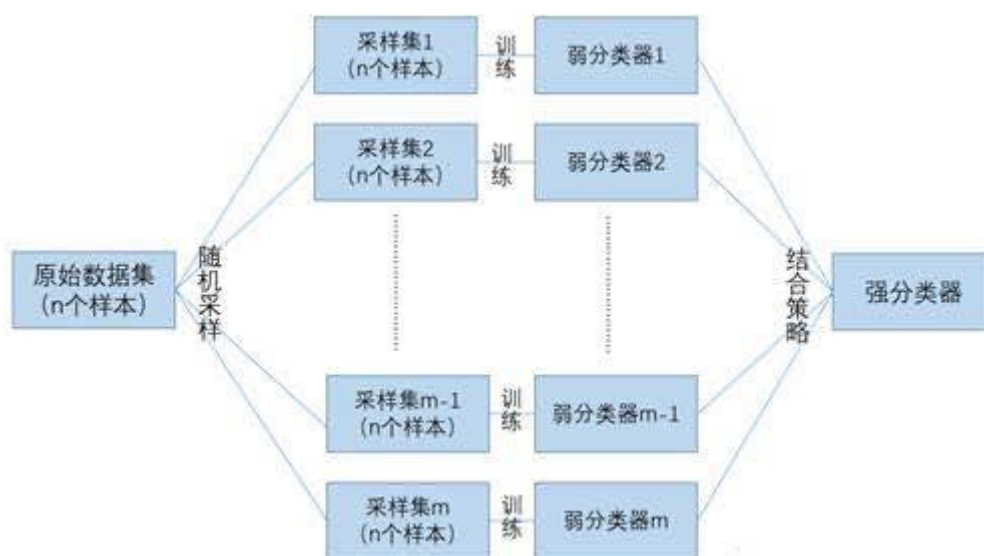 原始数据集
(n个样本)
随机采样
采样集1
(n个样本)
训练
弱分类器1
采样集2
(n个样本)
训练
弱分类器2
采样集m-1
(n个样本)
训练
弱分类器m-1
采样集m
(n个样本)
训练
弱分类器m
结合策略
强分类器